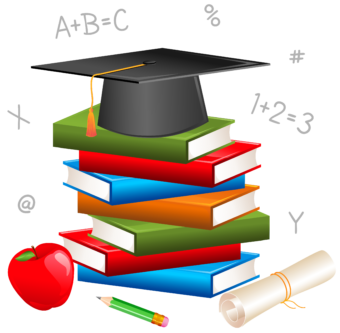 A+B=C
%
#
X
1+2=3
@
Y